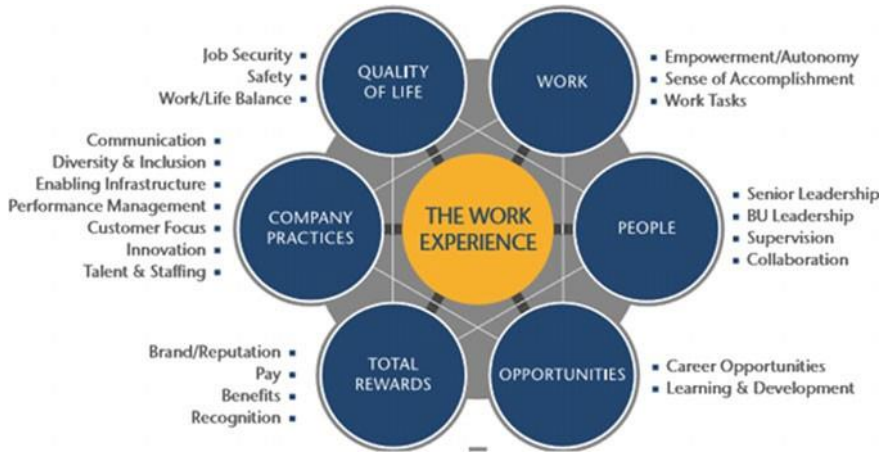 Job Security
Safety
Work/Life Balance
QUALITY
OF LIFE
WORK
Empowerment/Autonomy
Sense of Accomplishment
Work Tasks
Communication
Diversity & Inclusion
Enabling Infrastructure
Performance Management
Customer Focus
Innovation
Talent & Staffing
COMPANY
PRACTICES
THE WORK
EXPERIENCE
PEOPLE
Senior Leadership
BU Leadership
Supervision
Collaboration
Brand/Reputation
Pay
Benefits
Recognition
TOTAL
REWARDS
OPPORTUNITIES
Career Opportunities
Learning & Development